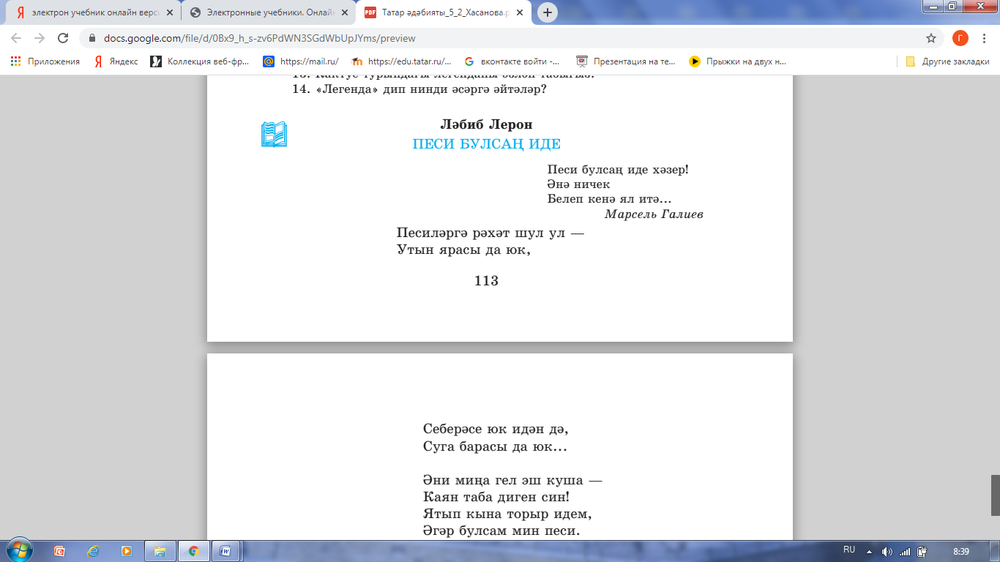 электрон учебник онлайн верс
Электронные учебники. Онлай
Татар әдәбияты_5_2_Хасанова.p
docs.google.com/file/d/0Bx9_h_s-zv6PdWN3SGdWbUpJYms/preview
Г
Приложения
Яндекс
Коллекция веб-фр...
https://mail.ru/
https://edu.tatar.ru/...
вконтакте войти -...
Презентация на те...
Прыжки на двух н...
Другие закладки
14. «Легенда» дип нинди әсәргә әйтәләр?
Ләбиб Лерон
ПЕСИ БУЛСАҢ ИДЕ
Песи булсаң иде хәзер!
Әнә ничек
Белеп кенә ял итә...
Марсель Галиев
Песиләргә рәхәт шул ул —
Утын ярасы да юк,
113
Себерәсе юк идән дә,
Суга барасы да юк...
Әни миңа гел эш куша —
Каян таба диген син!
Ятып кына торыр идем,
Әгәр булсам мин песи.
RU
8:39